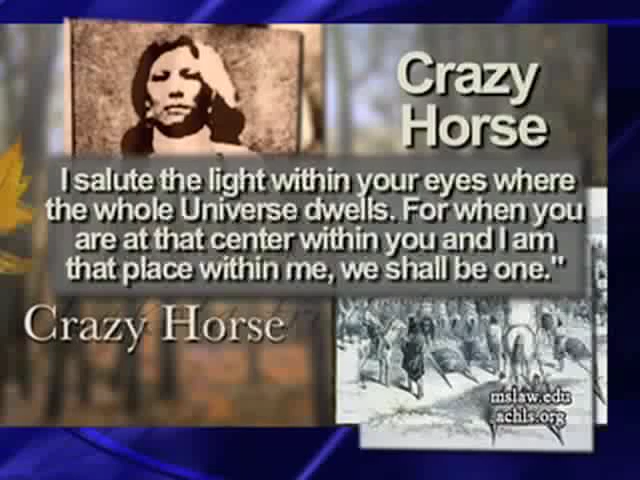 Crazy
Horse
I salute the light within your eyes where
the whole Universe dwells. For when you
are at that center within you and I am
that place within me, we shall be one."
Crazy Horse
mslaw.edu
achls.org